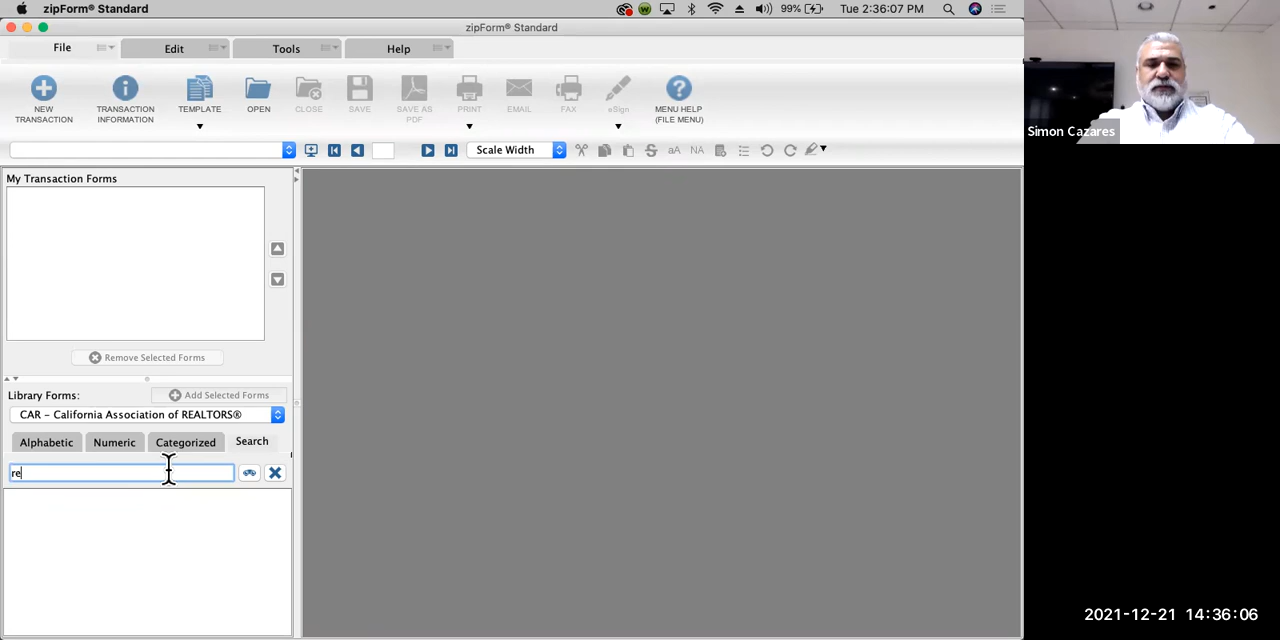 zipForm® Standard
99%
Tue 2:36:07 PM
zipForm® Standard
File
Edit
Tools
Help
NEW TRANSACTION
TRANSACTION INFORMATION
TEMPLATE
OPEN
CLOSE
SAVE
SAVE AS PDF
PRINT
EMAIL
FAX
eSign
MENU HELP (FILE MENU)
Scale Width
aA
NA
My Transaction Forms
Remove Selected Forms
Library Forms:
Add Selected Forms
CAR - California Association of REALTORS®
Alphabetic
Numeric
Categorized
Search
re
Simon Cazares
2021-12-21 14:36:06